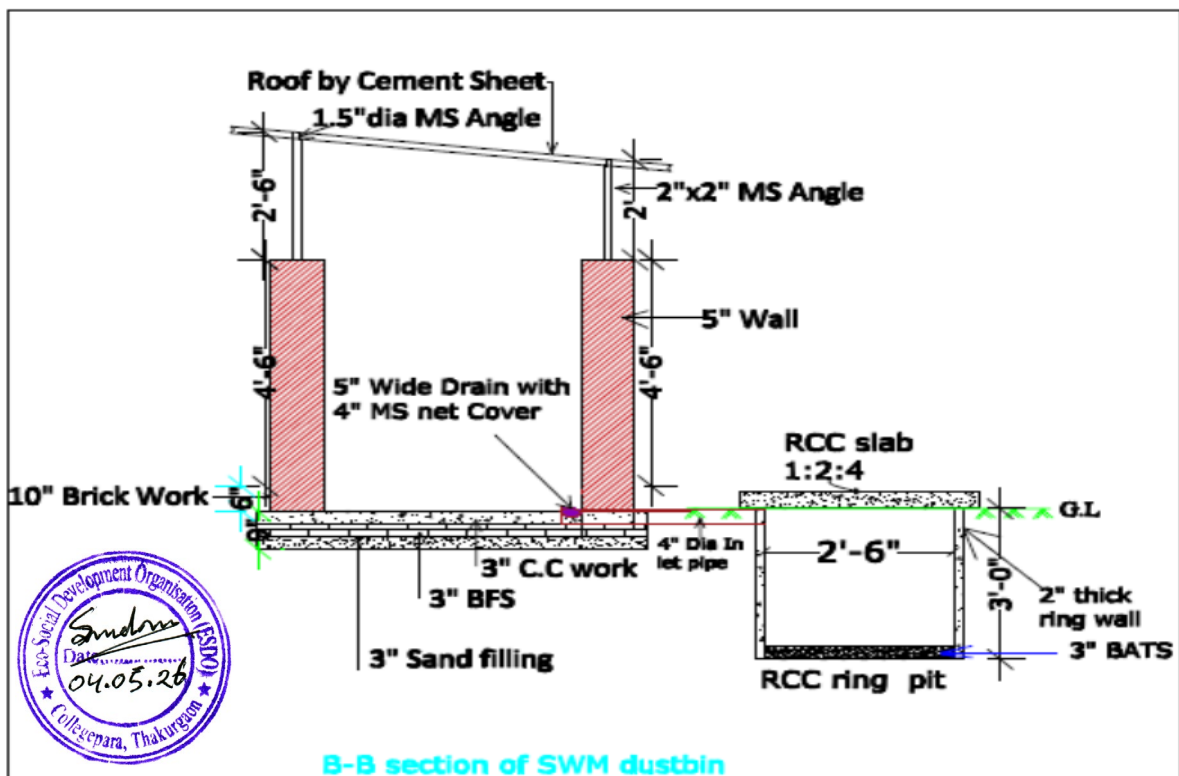 Roof by Cement Sheet
1.5"dia MS Angle
2'-6"
2'
2"x2" MS Angle
5" Wall
4'-6"
4'-6"
5" Wide Drain with
4" MS net Cover
RCC slab
1:2:4
10" Brick Work
6"
9"
G.L
4" Dia In
let pipe
2'-6"
3'-0"
3" C.C work
3" BFS
3" Sand filling
2" thick
ring wall
3" BATS
RCC ring pit
Eco-Social Development Organisation (ESDO)
Date
04.05.26
Collegepara, Thakurgaon
B-B section of SWM dustbin